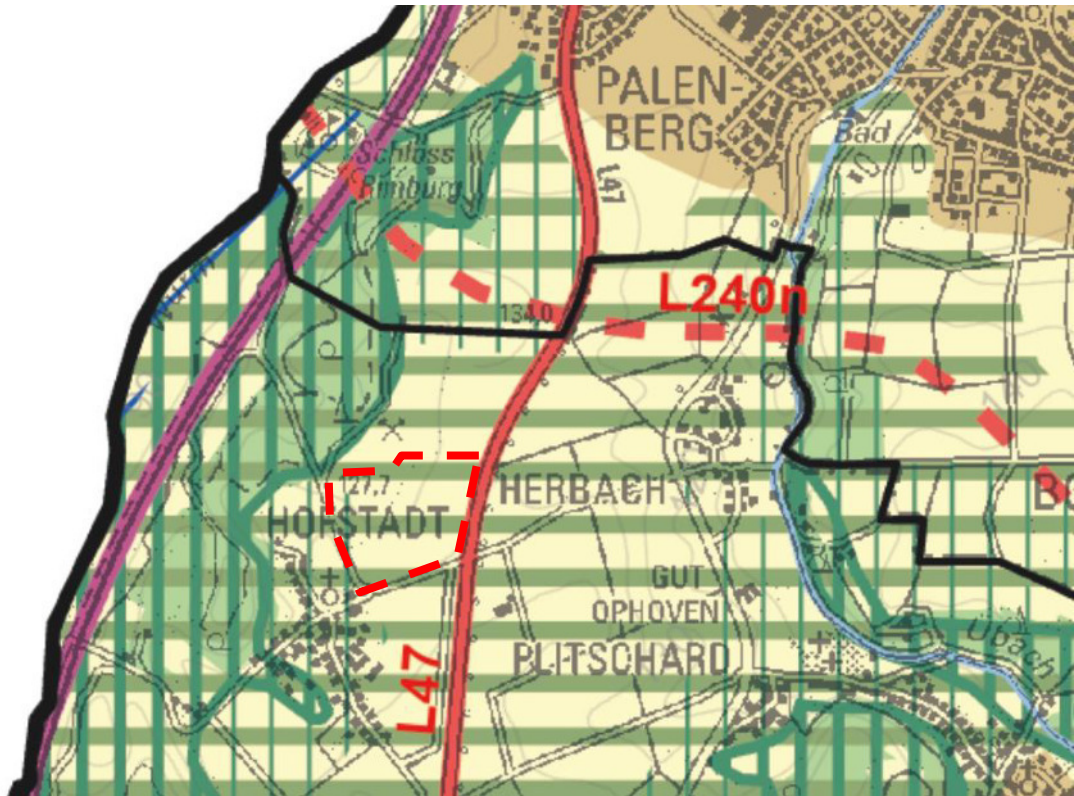 PALEN-
BERG
Bad
Schloss
Rimburg
L47
L240n
134,0
HERBACH
127,7
HORSTADT
GUT
OPHOVEN
PLITSCHARD
Übach
L47